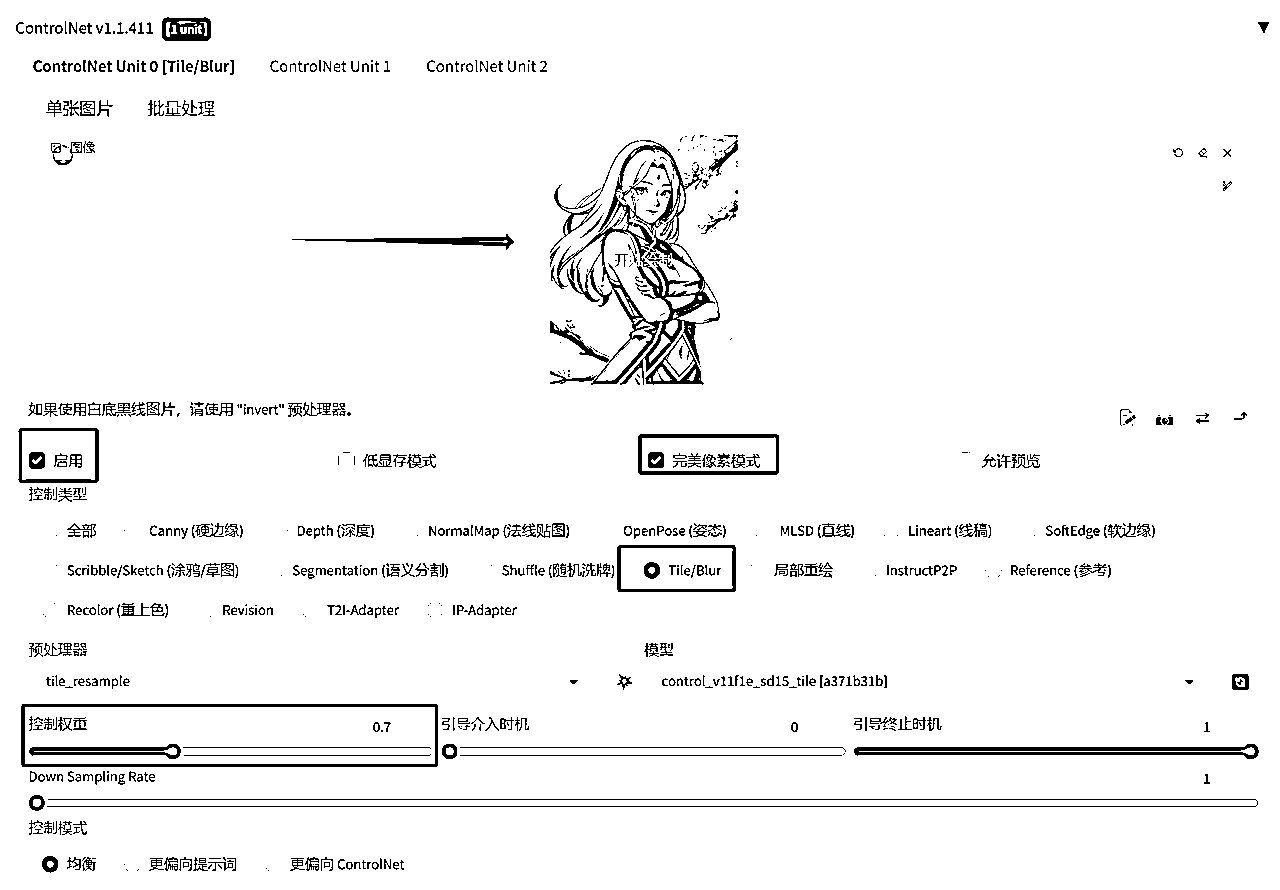 ControlNet v1.1.411 [1 unit]
ControlNet Unit 0 [Tile/Blur] ControlNet Unit 1 ControlNet Unit 2
单张图片 批量处理
图像
开始绘制
如果使用白底黑线图片，请使用 "invert" 预处理器。
启用 低显存模式 完美像素模式 允许预览
控制类型
全部 Canny (硬边缘) Depth (深度) NormalMap (法线贴图) OpenPose (姿态) MLSD (直线) Lineart (线稿) SoftEdge (软边缘)
Scribble/Sketch (涂鸦/草图) Segmentation (语义分割) Shuffle (随机洗牌) Tile/Blur 局部重绘 InstructP2P Reference (参考)
Recolor (重上色) Revision T2I-Adapter IP-Adapter
预处理器 模型
tile_resample control_v11f1e_sd15_tile [a371b31b]
控制权重 0.7 引导介入时机 0 引导终止时机 1
Down Sampling Rate 1
控制模式
均衡 更偏向提示词 更偏向 ControlNet